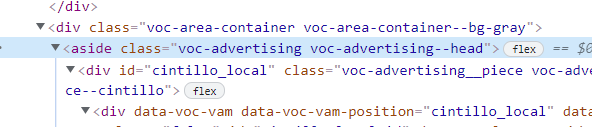 </div>
<div class="voc-area-container voc-area-container--bg-gray">
<aside class="voc-advertising voc-advertising--head"> flex == $0
<div id="cintillo_local" class="voc-advertising__piece voc-adve
ce--cintillo"> flex
<div data-voc-vam data-voc-vam-position="cintillo_local" dat